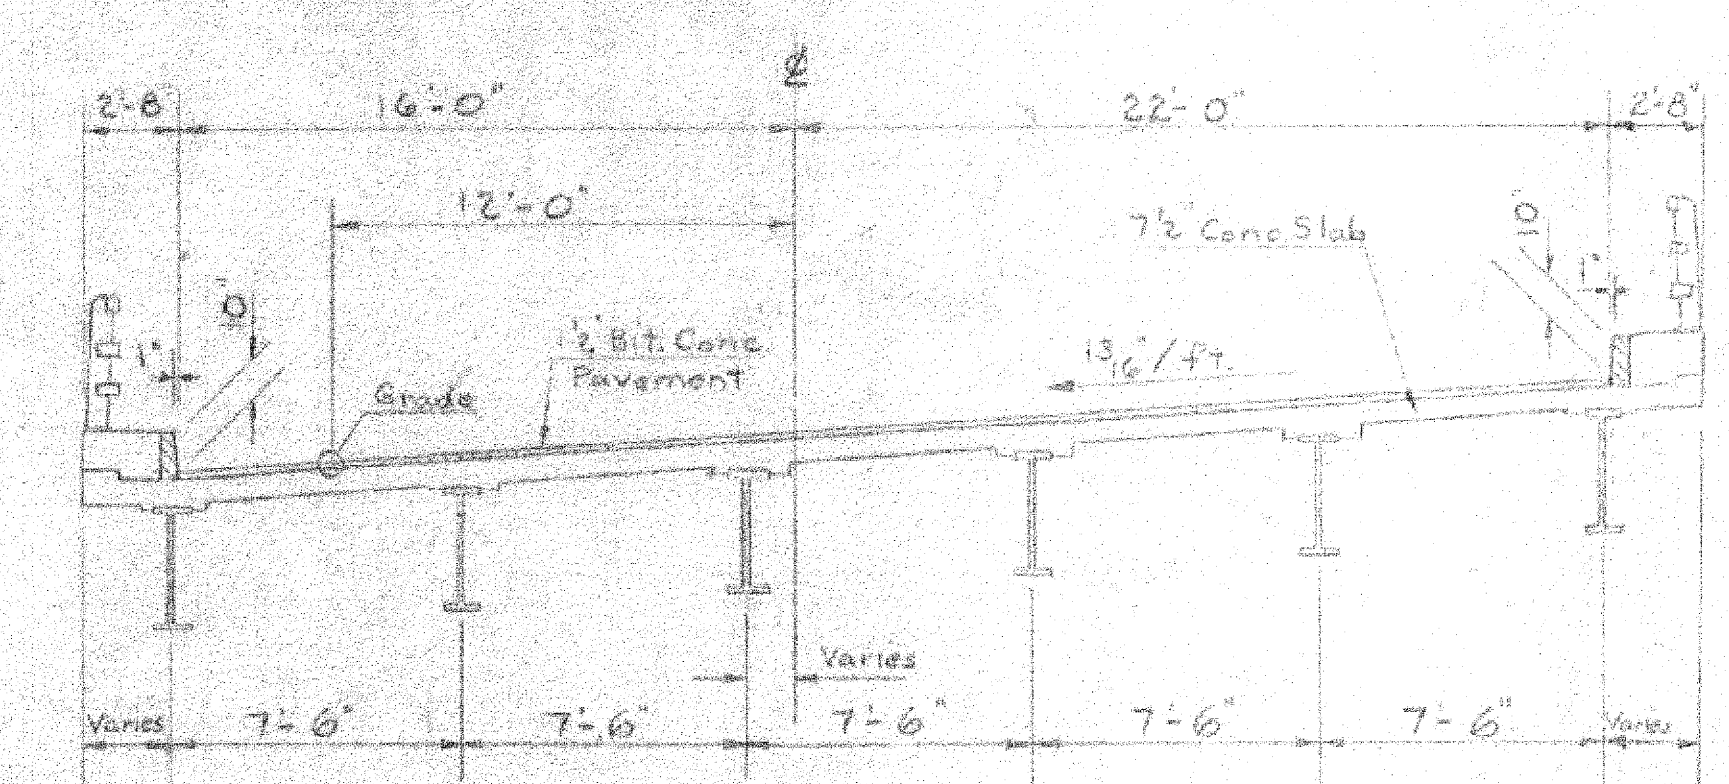 ℄
2'-8"
16'-0"
22'-0"
2'-8"
12'-0"
7½" Conc. Slab
10"
1"
10"
1½" Bit. Conc.
Pavement
13/16"/ft.
1"
Grade
Varies
Varies
7'-6"
7'-6"
7'-6"
7'-6"
7'-6"
Varies